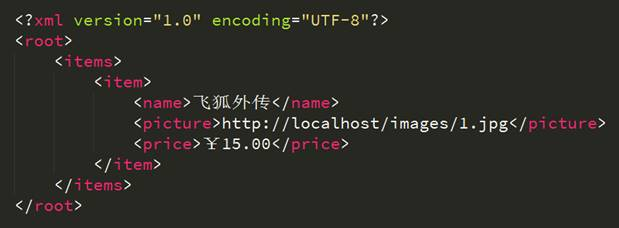 <?xml version="1.0" encoding="UTF-8"?>
<root>
    <items>
        <item>
            <name>飞狐外传</name>
            <picture>http://localhost/images/1.jpg</picture>
            <price>￥15.00</price>
        </item>
    </items>
</root>